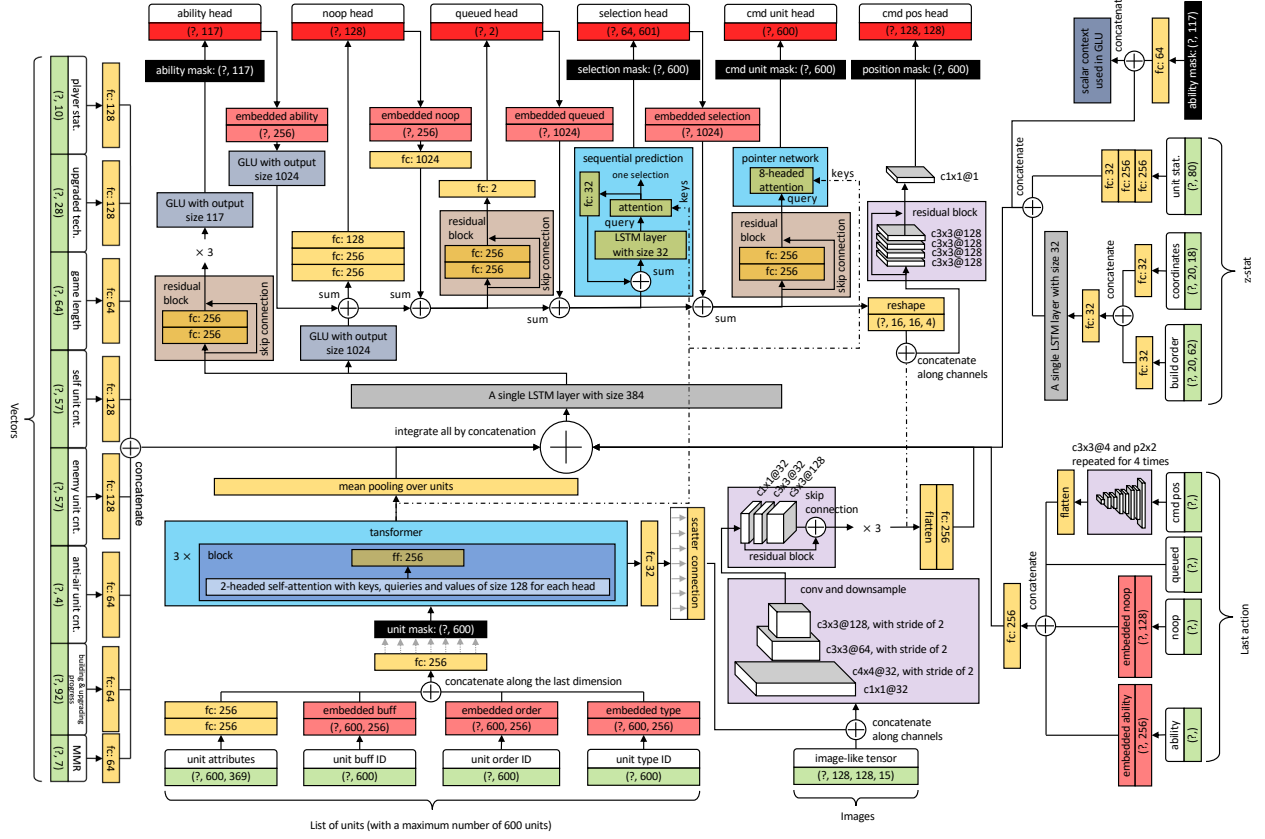 ability head
(?, 117)
noop head
(?, 128)
queued head
(?, 2)
selection head
(?, 64, 601)
cmd unit head
(?, 600)
cmd pos head
(?, 128, 128)
ability mask: (?, 117)
selection mask: (?, 600)
cmd unit mask: (?, 600)
position mask: (?, 600)
embedded ability
(?, 256)
embedded noop
(?, 256)
embedded queued
(?, 1024)
embedded selection
(?, 1024)
GLU with output
size 1024
fc: 1024
GLU with output
size 117
× 3
residual
block
fc: 256
fc: 256
skip connection
fc: 128
fc: 256
fc: 256
sum
sum
GLU with output
size 1024
fc: 2
residual
block
fc: 256
fc: 256
skip connection
sum
sequential prediction
one selection
fc: 32
attention
keys
query
LSTM layer
with size 32
sum
sum
pointer network
8-headed
attention
keys
query
residual
block
fc: 256
fc: 256
skip connection
c1x1@1
residual block
c3x3@128
c3x3@128
c3x3@128
c3x3@128
reshape
(?, 16, 16, 4)
concatenate
along channels
A single LSTM layer with size 384
integrate all by concatenation
mean pooling over units
tansformer
3 ×
block
ff: 256
2-headed self-attention with keys, quieries and values of size 128 for each head
fc: 32
scatter connection
unit mask: (?, 600)
fc: 256
concatenate along the last dimension
fc: 256
fc: 256
embedded buff
(?, 600, 256)
embedded order
(?, 600, 256)
embedded type
(?, 600, 256)
unit attributes
(?, 600, 369)
unit buff ID
(?, 600)
unit order ID
(?, 600)
unit type ID
(?, 600)
List of units (with a maximum number of 600 units)
c1x1@32
c3x3@32
c3x3@128
skip
connection
residual block
× 3
flatten
fc: 256
conv and downsample
c3x3@128, with stride of 2
c3x3@64, with stride of 2
c4x4@32, with stride of 2
c1x1@32
concatenate
along channels
image-like tensor
(?, 128, 128, 15)
Images
Vectors
player stat.
(?, 10)
fc: 128
upgraded tech.
(?, 28)
fc: 128
game length
(?, 64)
fc: 64
self unit cnt.
(?, 57)
fc: 128
enemy unit cnt.
(?, 57)
fc: 128
anti-air unit cnt.
(?, 4)
fc: 64
building & upgrading
progress
(?, 92)
fc: 64
MMR
(?, 7)
fc: 64
concatenate
scalar context
used in GLU
concatenate
fc: 64
ability mask: (?, 117)
concatenate
fc: 32
fc: 256
fc: 256
unit stat.
(?, 80)
A single LSTM layer with size 32
fc: 32
concatenate
fc: 32
coordinates
(?, 20, 18)
fc: 32
build order
(?, 20, 62)
z-stat
c3x3@4 and p2x2
repeated for 4 times
flatten
cmd pos
(?,)
queued
(?,)
concatenate
fc: 256
embedded noop
(?, 128)
noop
(?,)
embedded ability
(?, 256)
ability
(?,)
Last action